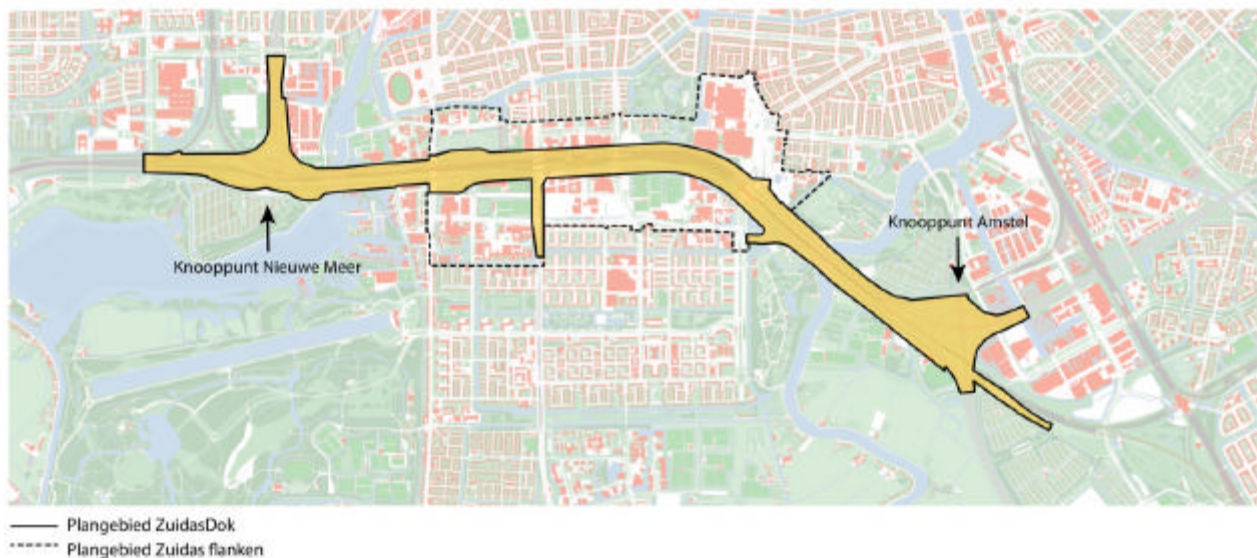 Knooppunt Amstel
Knooppunt Nieuwe Meer
Plangebied ZuidasDok
Plangebied Zuidas flanken